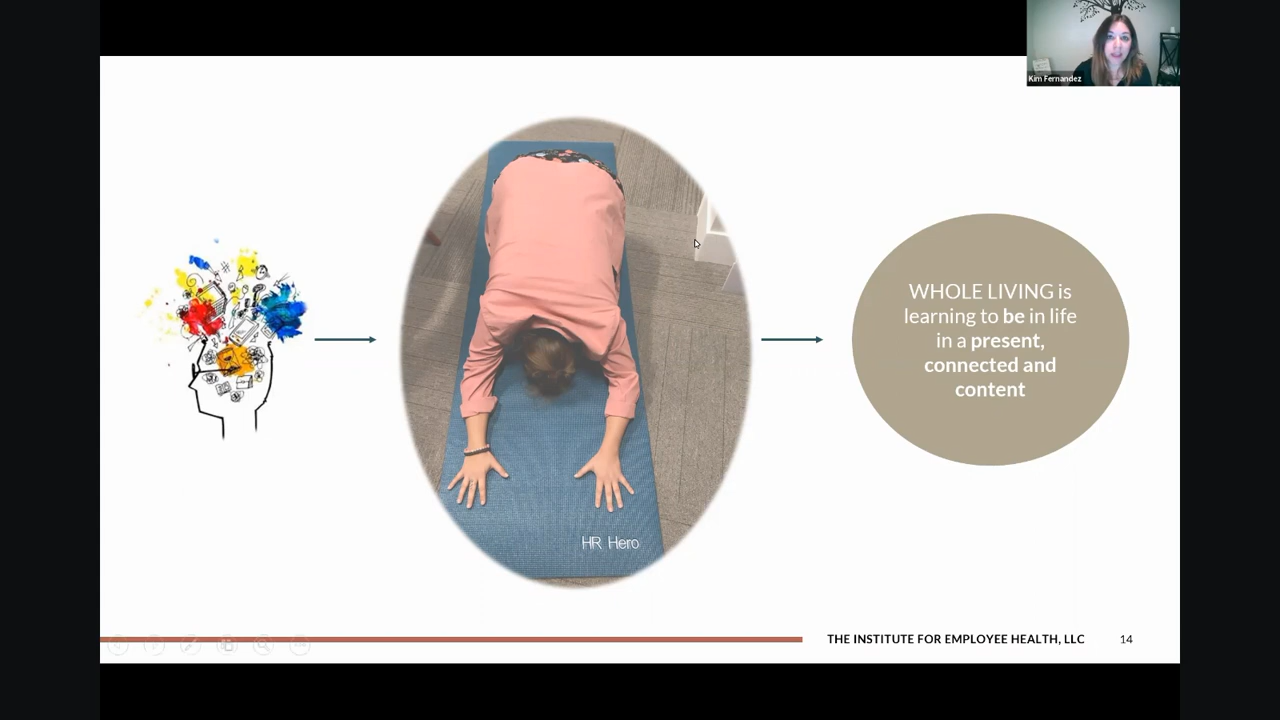 Kim Fernandez
WHOLE LIVING is
learning to be in life
in a present,
connected and
content
HR Hero
THE INSTITUTE FOR EMPLOYEE HEALTH, LLC 14